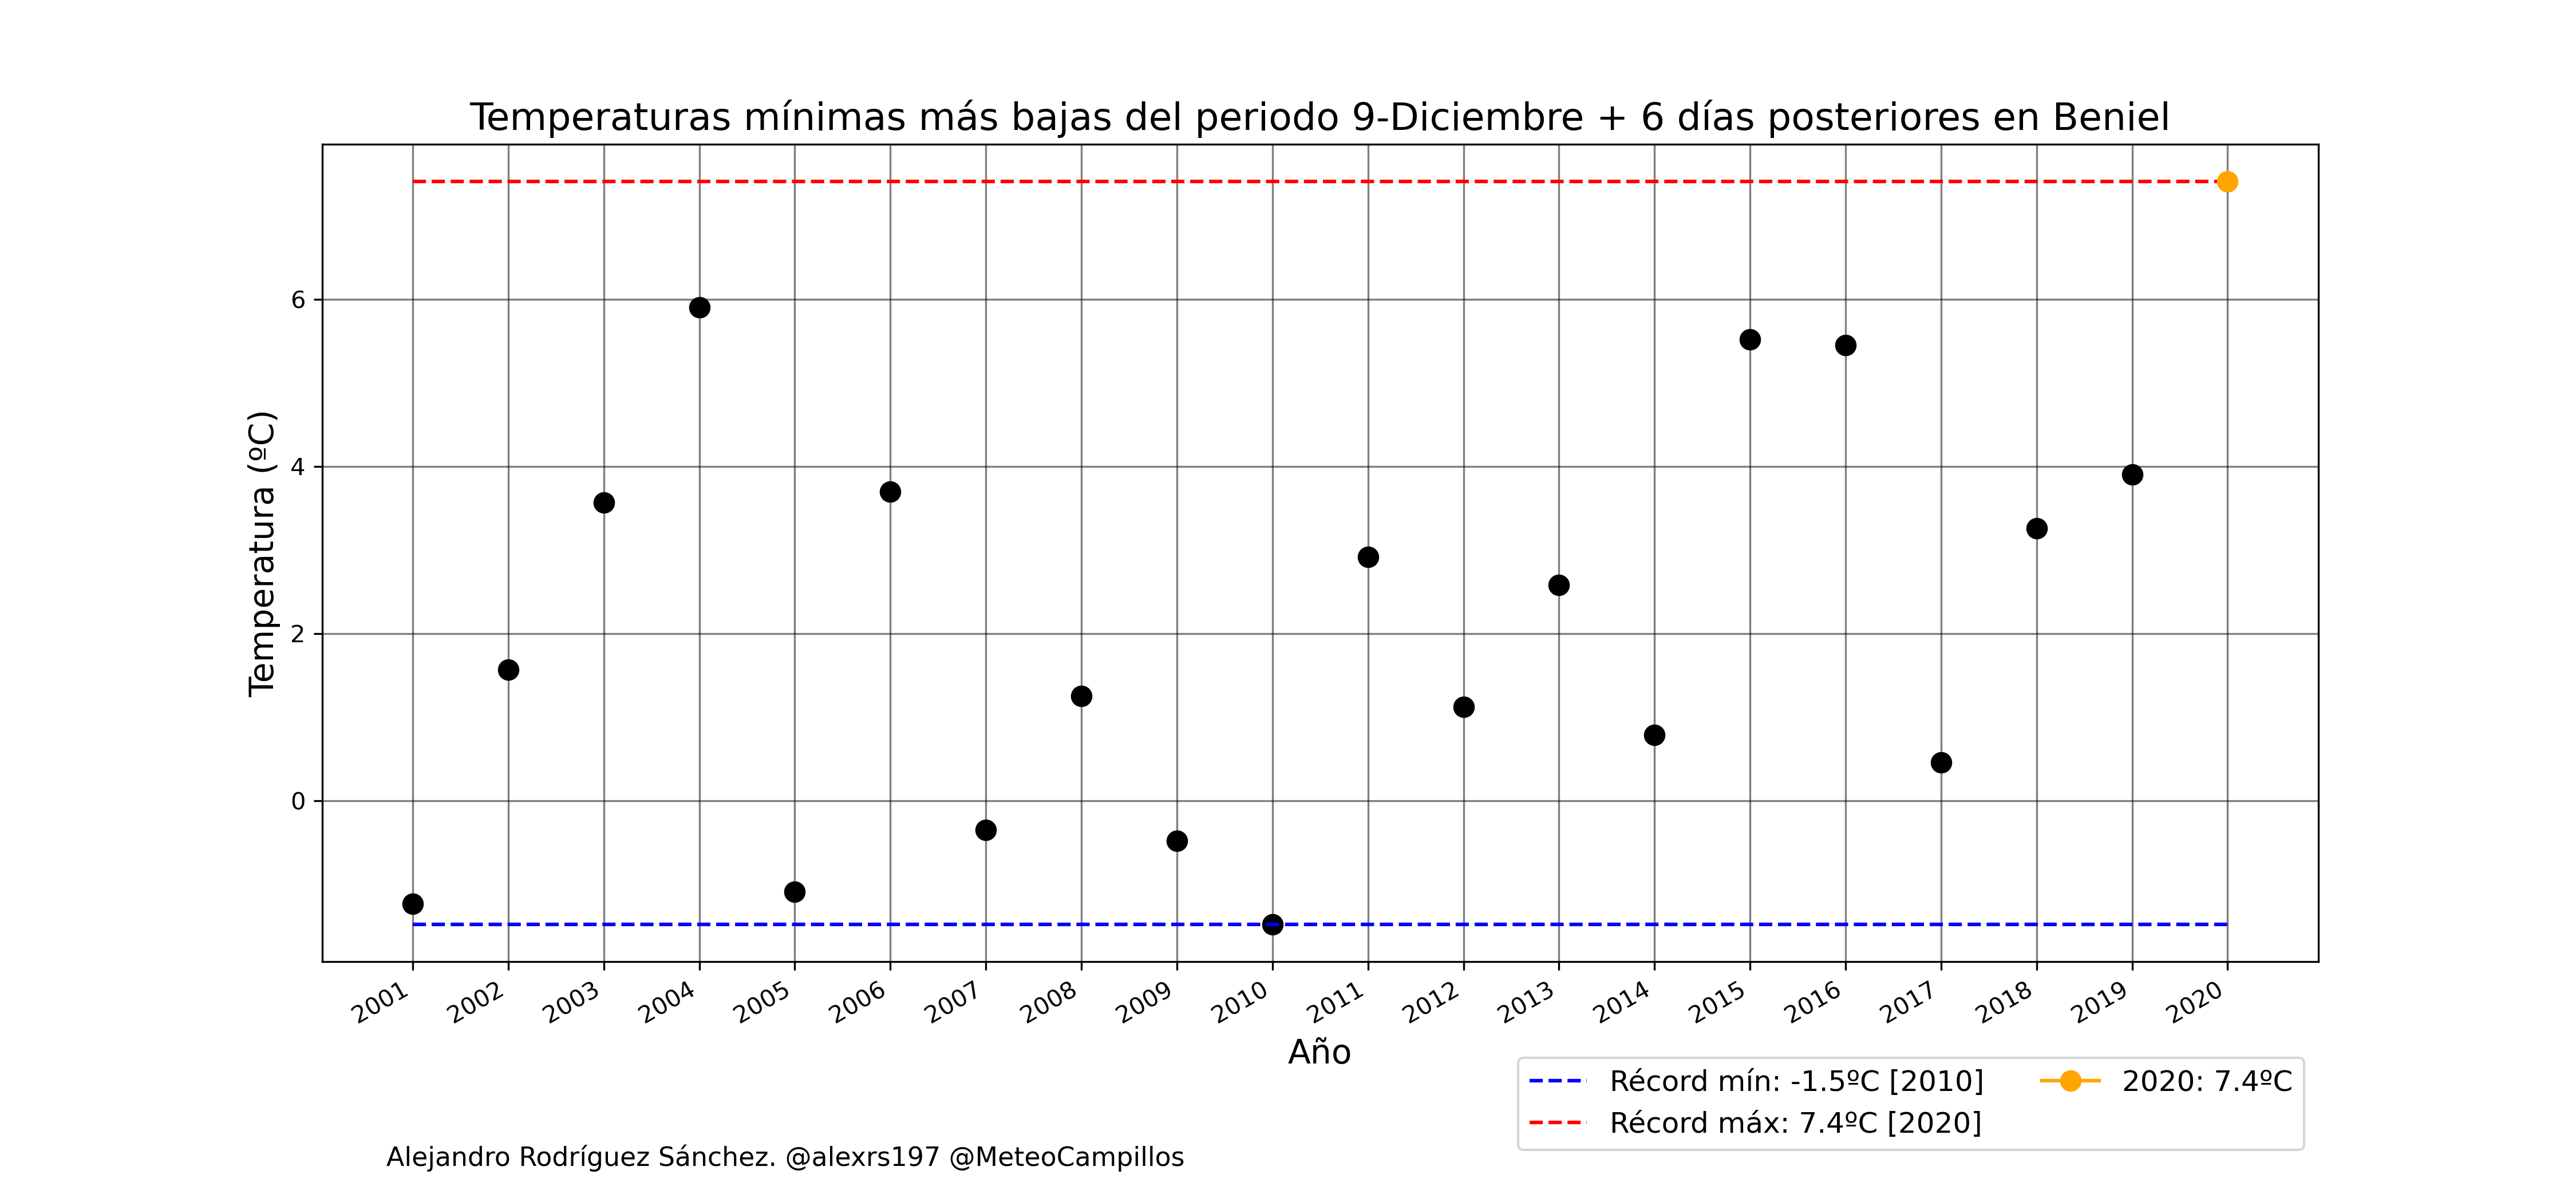 Temperaturas mínimas más bajas del periodo 9-Diciembre + 6 días posteriores en Beniel
Temperatura (ºC)
6
4
2
0
2001 2002 2003 2004 2005 2006 2007 2008 2009 2010 2011 2012 2013 2014 2015 2016 2017 2018 2019 2020
Año
Récord mín: -1.5ºC [2010]
Récord máx: 7.4ºC [2020]
2020: 7.4ºC
Alejandro Rodríguez Sánchez. @alexrs197 @MeteoCampillos